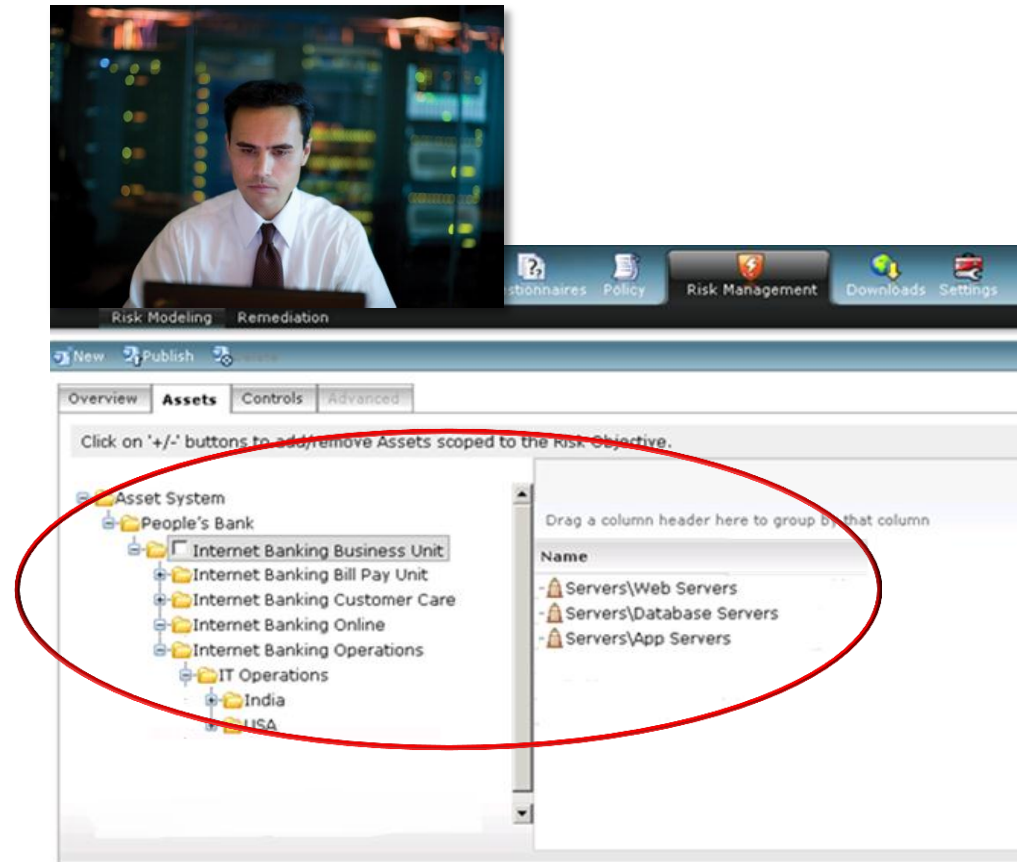 stionnaires Policy Risk Management Downloads Settings
Risk Modeling Remediation
New Publish
Overview Assets Controls Advanced
Click on '+/-' buttons to add/remove Assets scoped to the Risk Objective.
Asset System
People's Bank
Internet Banking Business Unit
Internet Banking Bill Pay Unit
Internet Banking Customer Care
Internet Banking Online
Internet Banking Operations
IT Operations
India
USA
Drag a column header here to group by that column
Name
Servers\Web Servers
Servers\Database Servers
Servers\App Servers